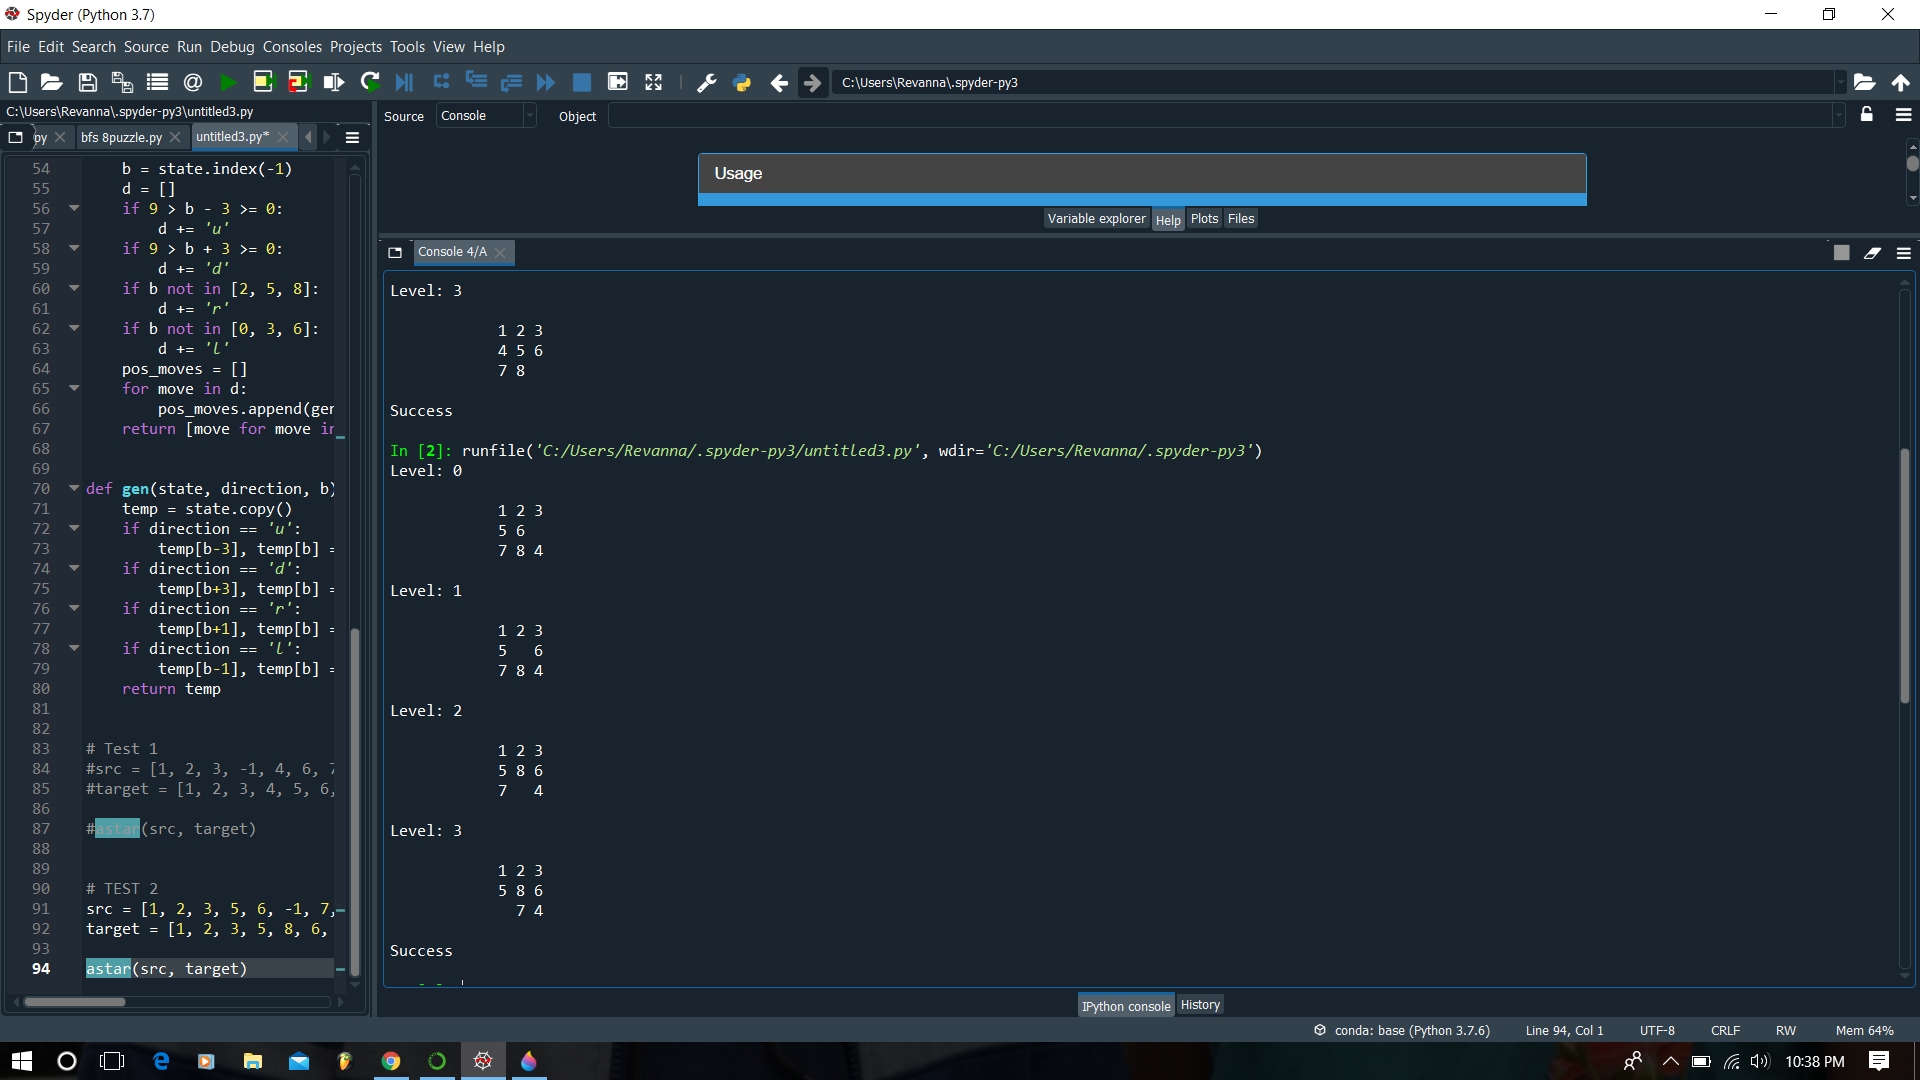 Spyder (Python 3.7)
File Edit Search Source Run Debug Consoles Projects Tools View Help
C:\Users\Revanna\.spyder-py3
C:\Users\Revanna\.spyder-py3\untitled3.py
py
bfs 8puzzle.py
untitled3.py*
54 b = state.index(-1)
55 d = []
56 if 9 > b - 3 >= 0:
57 d += 'u'
58 if 9 > b + 3 >= 0:
59 d += 'd'
60 if b not in [2, 5, 8]:
61 d += 'r'
62 if b not in [0, 3, 6]:
63 d += 'l'
64 pos_moves = []
65 for move in d:
66 pos_moves.append(ger
67 return [move for move in
68
69
70 def gen(state, direction, b)
71 temp = state.copy()
72 if direction == 'u':
73 temp[b-3], temp[b] =
74 if direction == 'd':
75 temp[b+3], temp[b] =
76 if direction == 'r':
77 temp[b+1], temp[b] =
78 if direction == 'l':
79 temp[b-1], temp[b] =
80 return temp
81
82
83 # Test 1
84 #src = [1, 2, 3, -1, 4, 6, 7
85 #target = [1, 2, 3, 4, 5, 6,
86
87 #astar(src, target)
88
89
90 # TEST 2
91 src = [1, 2, 3, 5, 6, -1, 7,
92 target = [1, 2, 3, 5, 8, 6,
93
94 astar(src, target)
Source Console Object
Usage
Variable explorer Help Plots Files
Console 4/A
Level: 3
1 2 3
4 5 6
7 8
Success
In [2]: runfile('C:/Users/Revanna/.spyder-py3/untitled3.py', wdir='C:/Users/Revanna/.spyder-py3')
Level: 0
1 2 3
5 6
7 8 4
Level: 1
1 2 3
5   6
7 8 4
Level: 2
1 2 3
5 8 6
7   4
Level: 3
1 2 3
5 8 6
7 4
Success
IPython console History
conda: base (Python 3.7.6) Line 94, Col 1 UTF-8 CRLF RW Mem 64%
10:38 PM